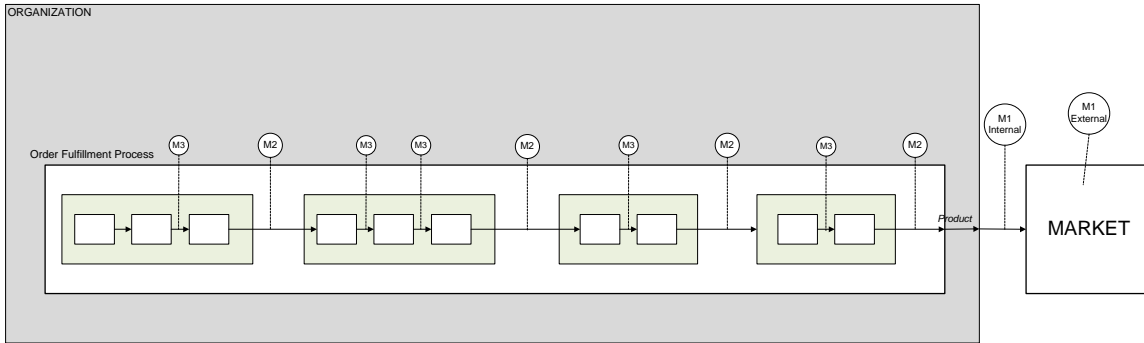 ORGANIZATION
M1
Internal
M1
External
M3
M2
M3
M3
M2
M3
M2
M3
M2
Order Fulfillment Process
Product
MARKET